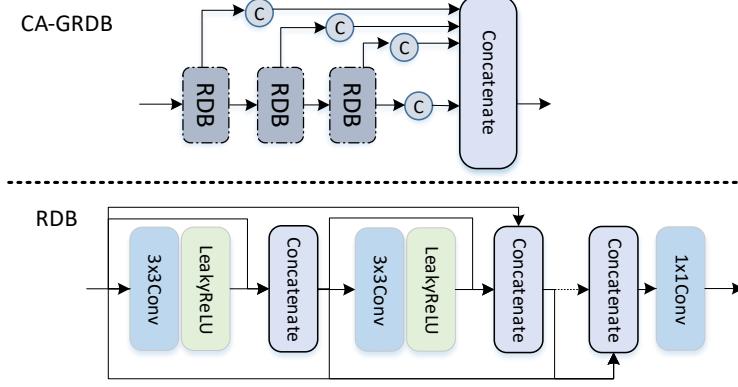 CA-GRDB
C
C
C
RDB
RDB
RDB
C
Concatenate
RDB
3x3Conv
LeakyReLU
Concatenate
3x3Conv
LeakyReLU
Concatenate
Concatenate
1x1Conv